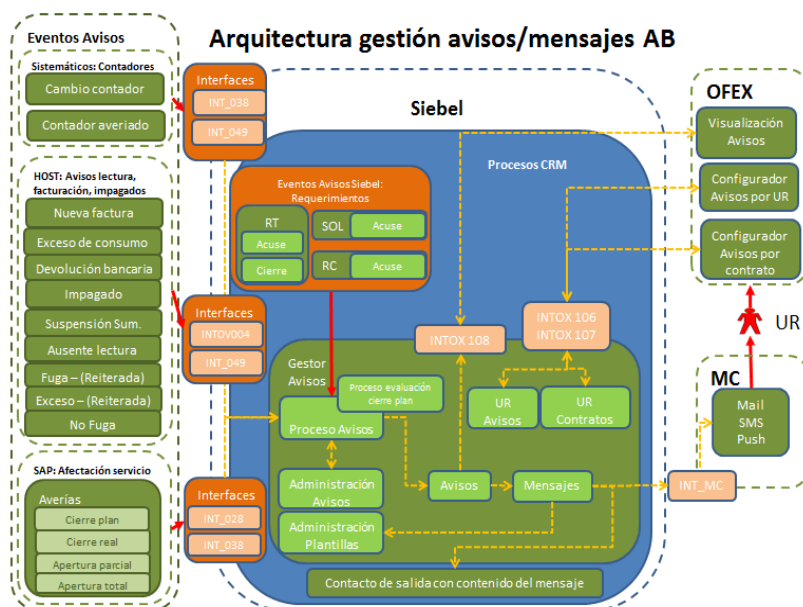 Arquitectura gestión avisos/mensajes AB
Eventos Avisos
Sistemáticos: Contadores
Cambio contador
Contador averiado
HOST: Avisos lectura,
facturación, impagados
Nueva factura
Exceso de consumo
Devolución bancaria
Impagado
Suspensión Sum.
Ausente lectura
Fuga – (Reiterada)
Exceso – (Reiterada)
No Fuga
SAP: Afectación servicio
Averías
Cierre plan
Cierre real
Apertura parcial
Apertura total
Interfaces
INT_038
INT_049
Interfaces
INTOV004
INT_049
Interfaces
INT_028
INT_038
Siebel
Procesos CRM
Eventos Avisos Siebel:
Requerimientos
RT
Acuse
Cierre
SOL
Acuse
RC
Acuse
INTOX 108
INTOX 106
INTOX 107
Gestor
Avisos
Proceso evaluación
cierre plan
Proceso Avisos
UR
Avisos
UR
Contratos
Administración
Avisos
Avisos
Mensajes
Administración
Plantillas
Contacto de salida con contenido del mensaje
OFEX
Visualización
Avisos
Configurador
Avisos por UR
Configurador
Avisos por
contrato
UR
MC
Mail
SMS
Push
INT_MC